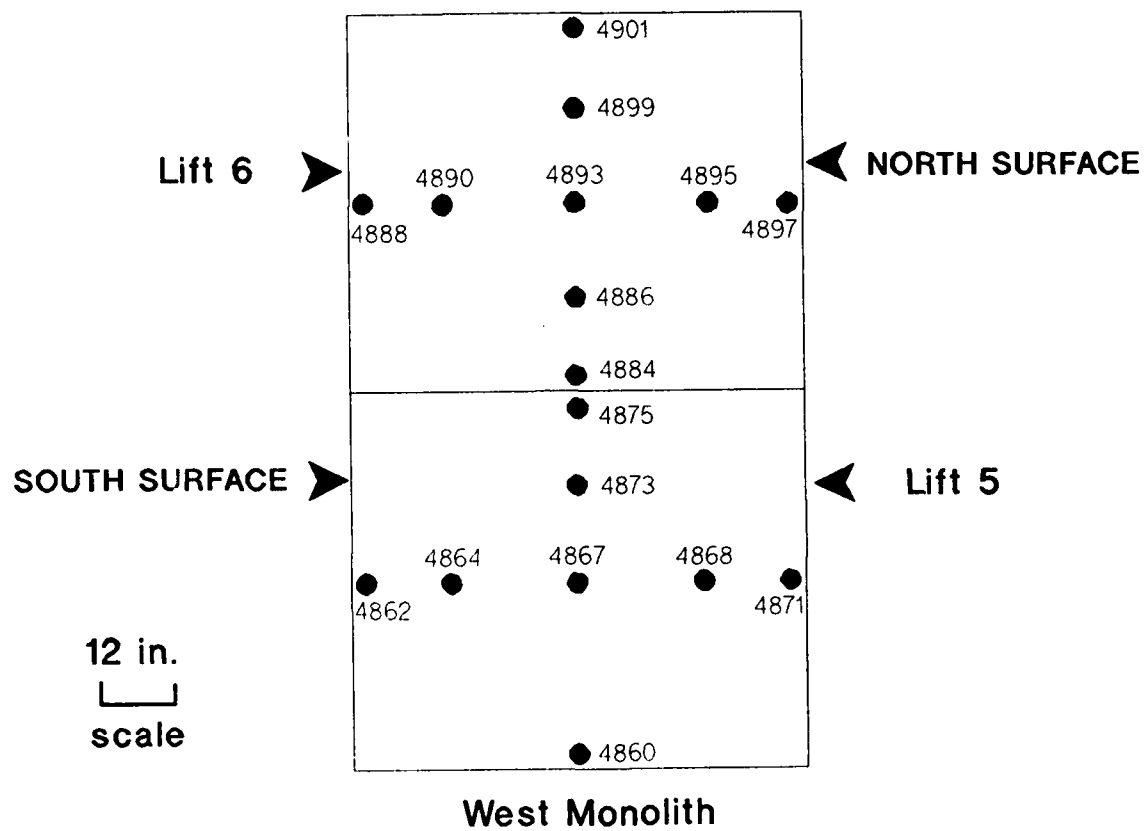 4901
4899
Lift 6
NORTH SURFACE
4890
4893
4895
4888
4897
4886
4884
4875
SOUTH SURFACE
4873
Lift 5
4864
4867
4868
4862
4871
12 in.
scale
4860
West Monolith